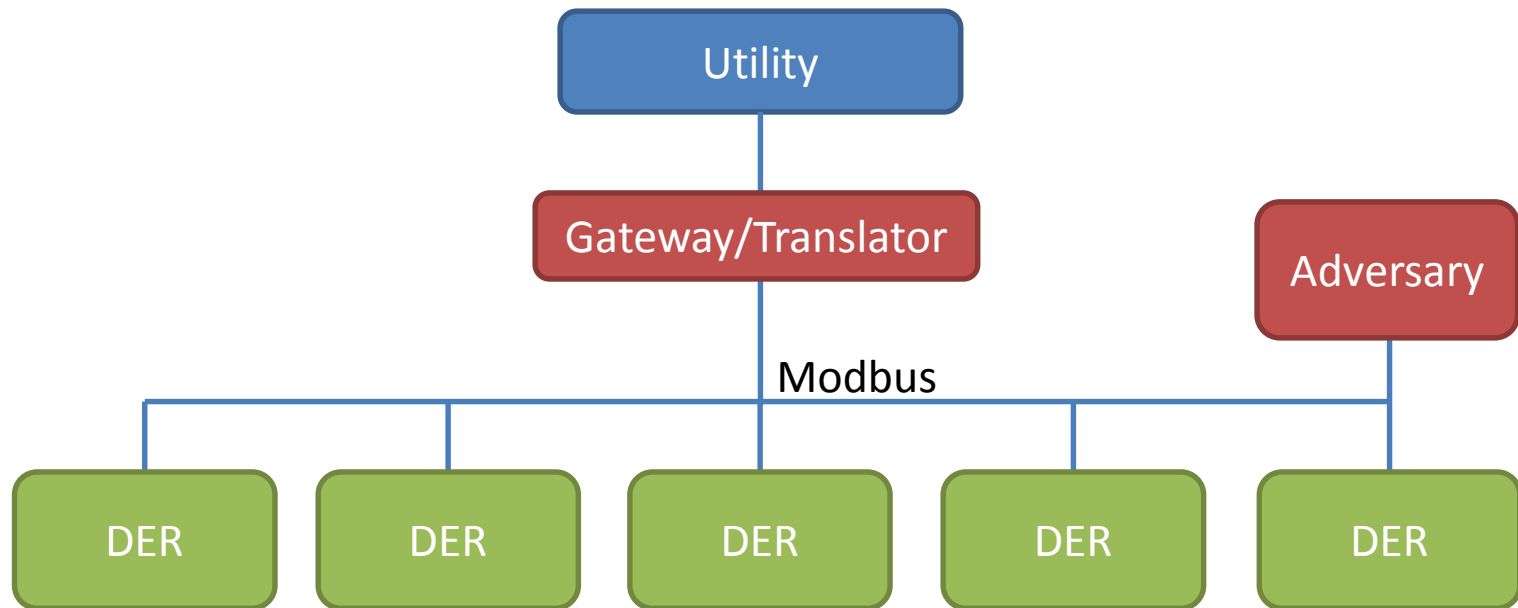 Utility
Gateway/Translator
Adversary
Modbus
DER
DER
DER
DER
DER